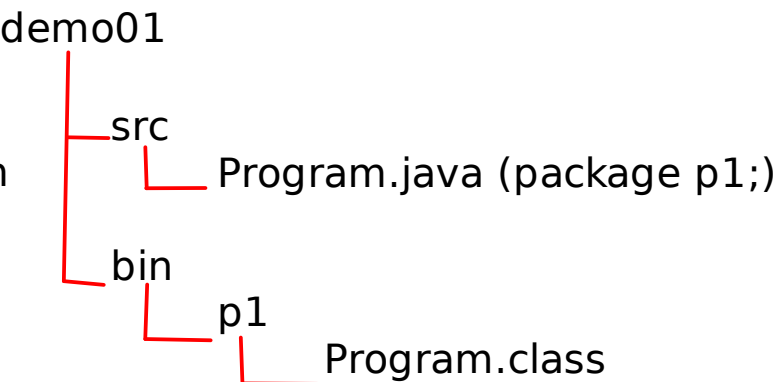 demo01
src
Program.java (package p1;)
bin
p1
Program.class